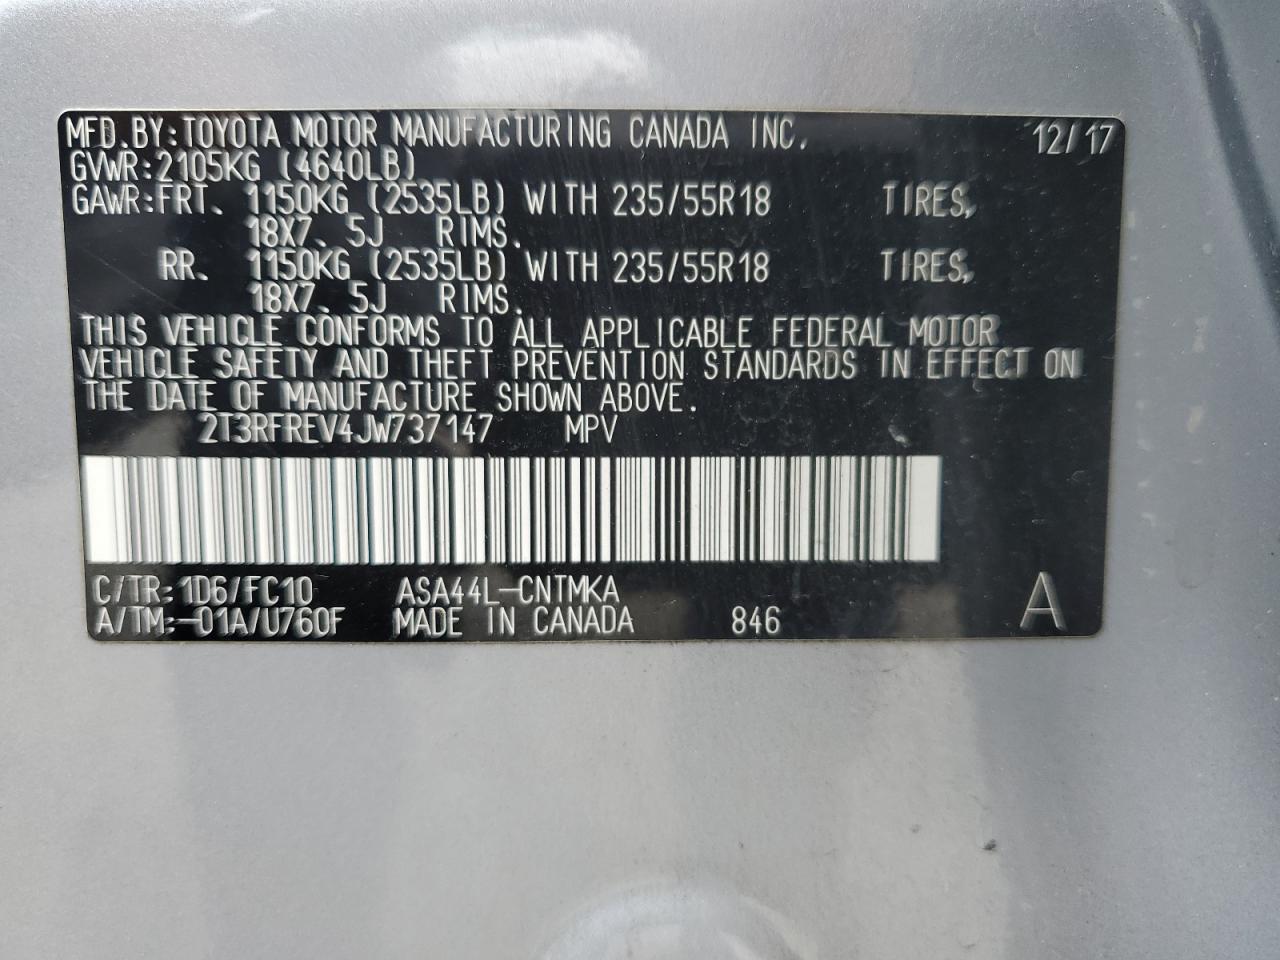 MFD.BY:TOYOTA MOTOR MANUFACTURING CANADA INC. 12/17
GVWR:2105KG (4640LB)
GAWR:FRT. 1150KG (2535LB) WITH 235/55R18 TIRES,
18X7. 5J RIMS.
RR. 1150KG (2535LB) WITH 235/55R18 TIRES,
18X7. 5J RIMS.
THIS VEHICLE CONFORMS TO ALL APPLICABLE FEDERAL MOTOR
VEHICLE SAFETY AND THEFT PREVENTION STANDARDS IN EFFECT ON
THE DATE OF MANUFACTURE SHOWN ABOVE.
2T3RFREV4JW737147 MPV
C/TR:1D6/FC10 ASA44L-CNTMKA
A/TM:-01A/U760F MADE IN CANADA 846 A